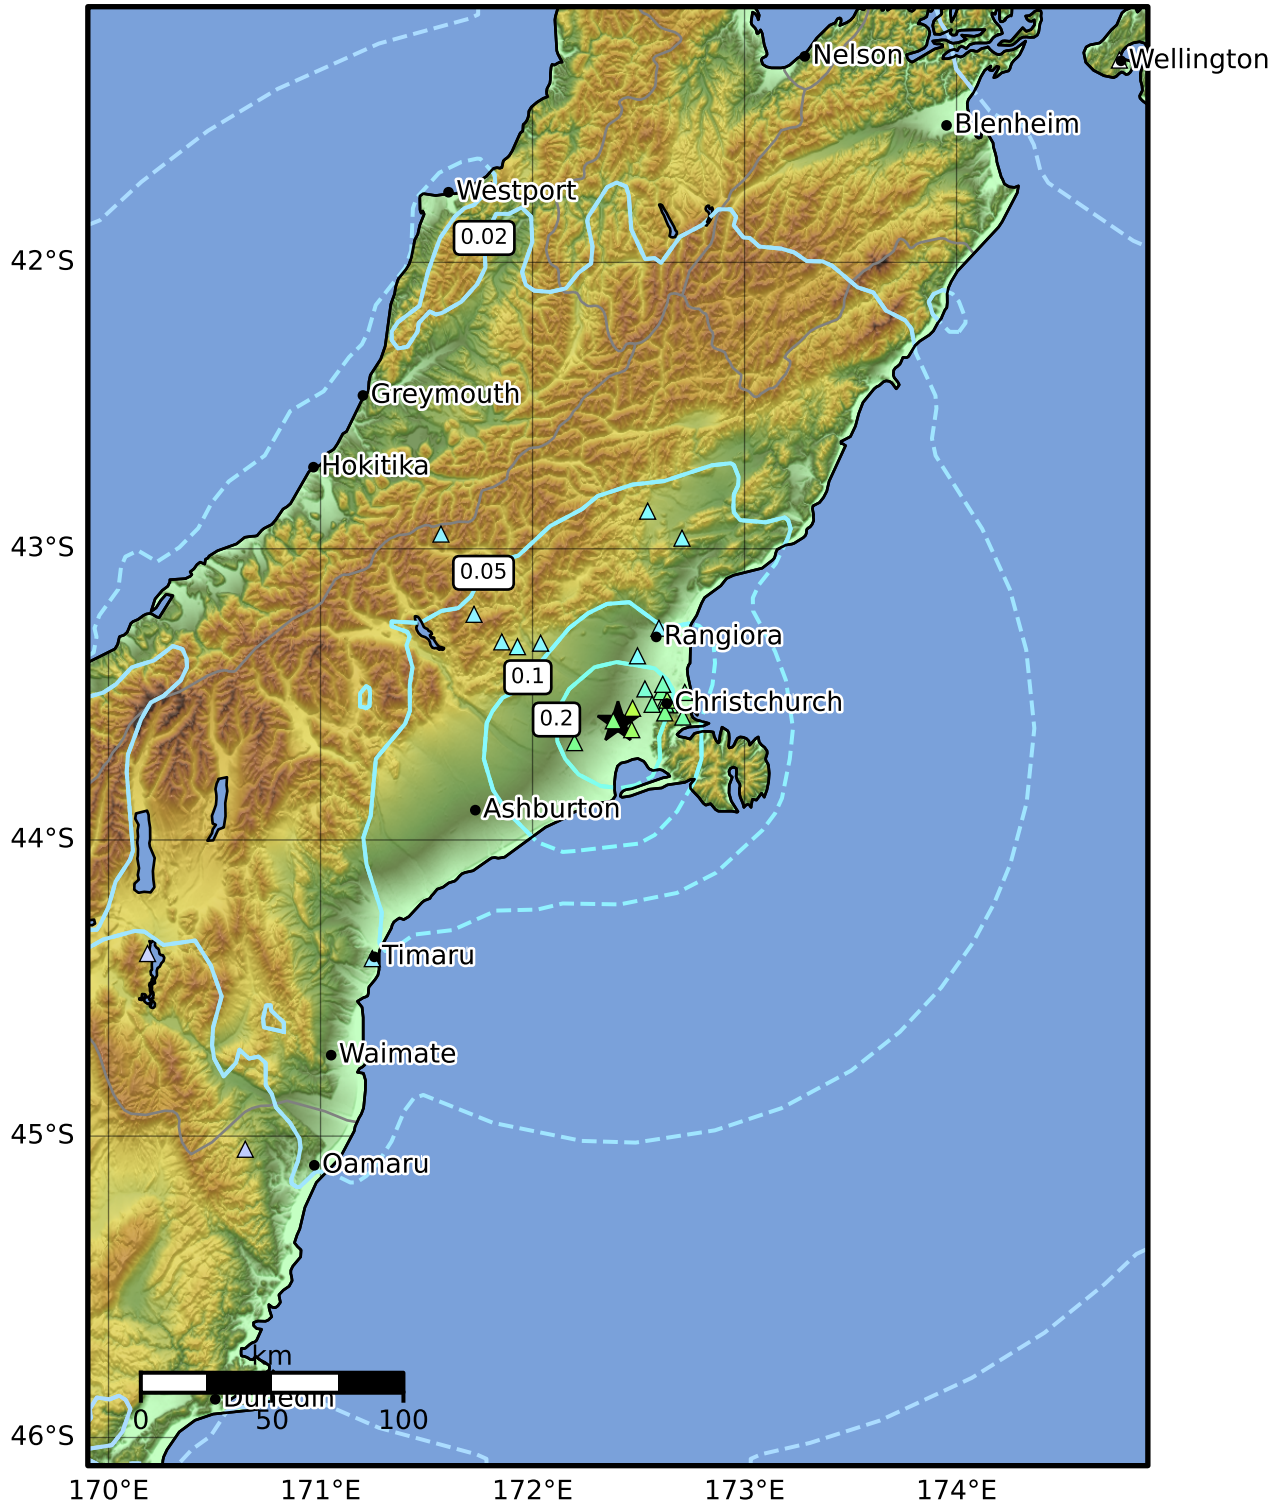 Nelson
Wellington
Blenheim
Westport
0.02
42°S
Greymouth
Hokitika
43°S
0.05
Rangiora
0.1
Christchurch
0.2
Ashburton
44°S
Timaru
Waimate
45°S
Oamaru
km
Dunedin
0 50 100
46°S
170°E 171°E 172°E 173°E 174°E